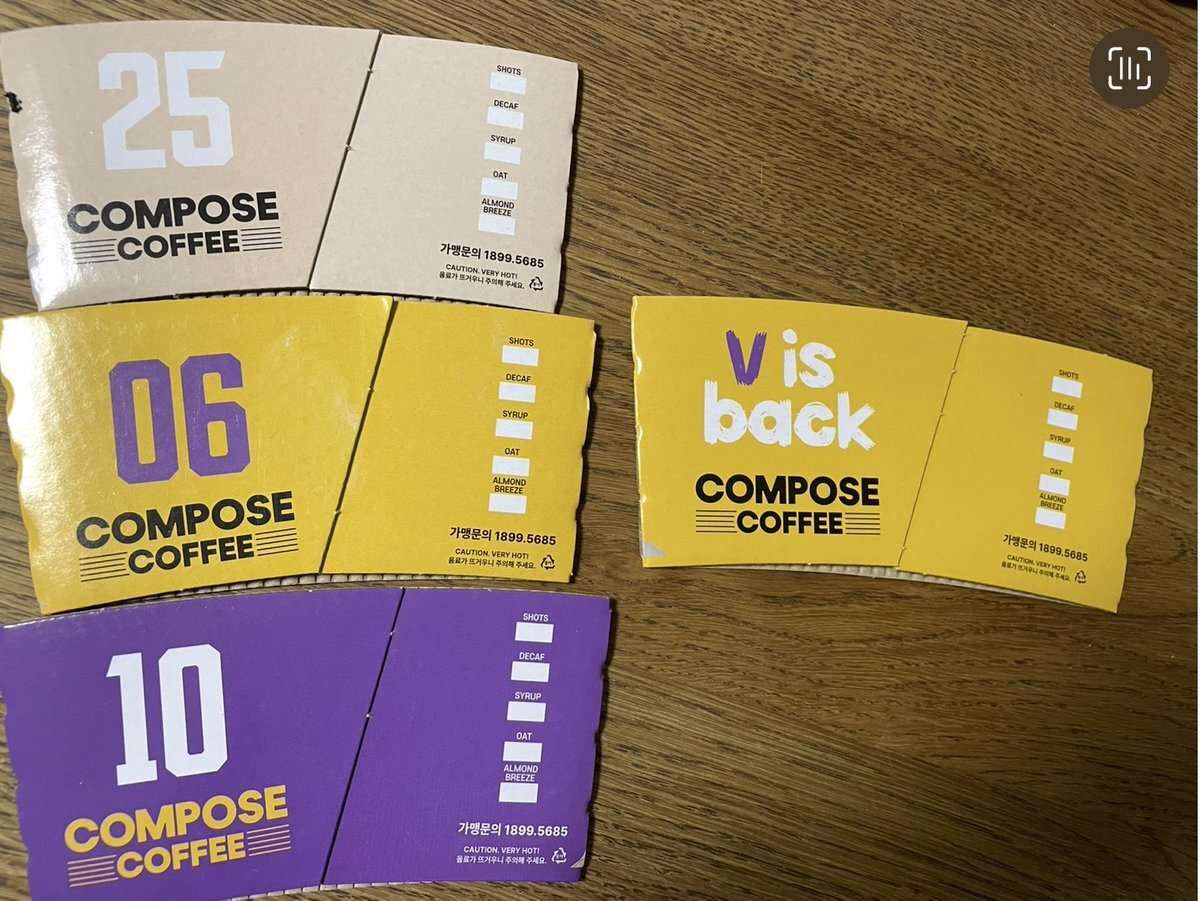 25
COMPOSE
COFFEE
SHOTS
DECAF
SYRUP
OAT
ALMOND
BREEZE
가맹문의 1899.5685
CAUTION. VERY HOT!
음료가 뜨거우니 주의해 주세요.
06
COMPOSE
COFFEE
SHOTS
DECAF
SYRUP
OAT
ALMOND
BREEZE
가맹문의 1899.5685
CAUTION. VERY HOT!
음료가 뜨거우니 주의해 주세요.
10
COMPOSE
COFFEE
SHOTS
DECAF
SYRUP
OAT
ALMOND
BREEZE
가맹문의 1899.5685
CAUTION. VERY HOT!
음료가 뜨거우니 주의해 주세요.
V is
back
COMPOSE
COFFEE
SHOTS
DECAF
SYRUP
OAT
ALMOND
BREEZE
가맹문의 1899.5685
CAUTION. VERY HOT!
음료가 뜨거우니 주의해 주세요.